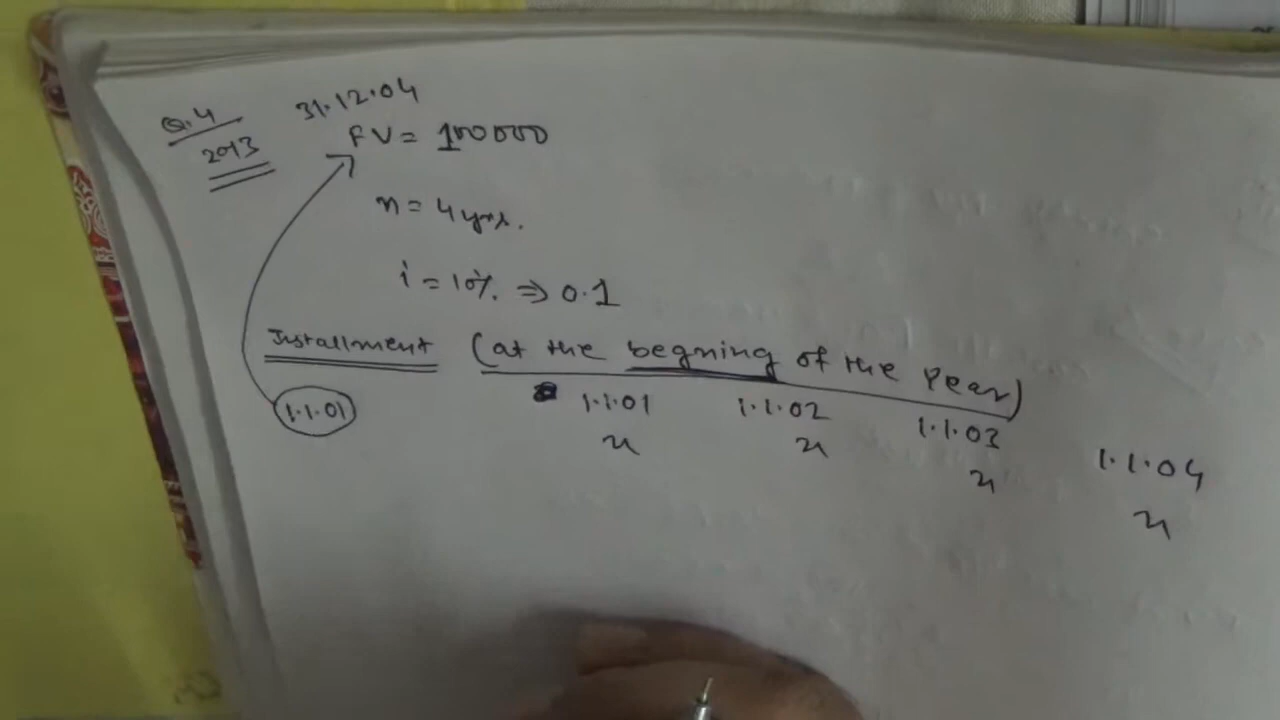 Q.4
2013
31.12.04
FV = 100000
n = 4 yrs.
i = 10% ⇒ 0.1
Installment (at the begning of the year)
1.1.01 1.1.01 1.1.02 1.1.03 1.1.04
x x x x